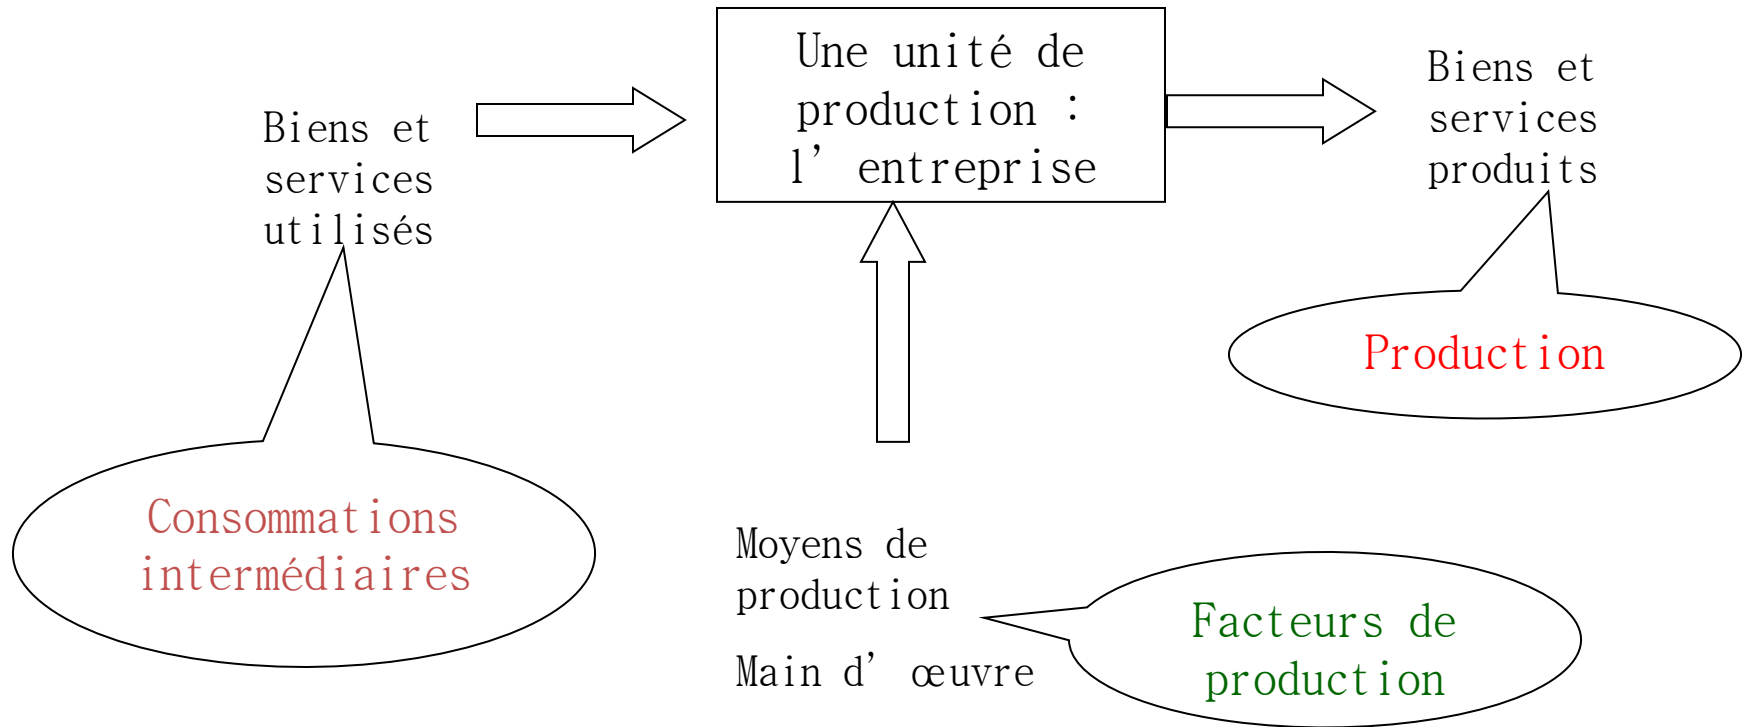 Une unité de
production :
l’entreprise
Biens et
services
utilisés
Biens et
services
produits
Production
Consommations
intermédiaires
Moyens de
production
Main d’œuvre
Facteurs de
production